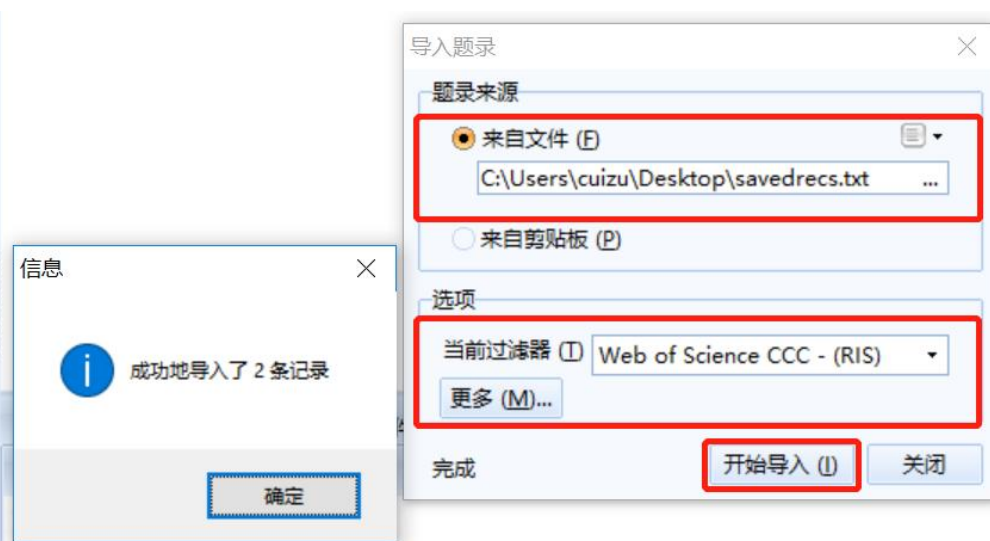 导入题录
题录来源
来自文件 (F)
C:\Users\cuizu\Desktop\savedrecs.txt ...
来自剪贴板 (P)
选项
当前过滤器 (T) Web of Science CCC - (RIS)
更多 (M)...
完成 开始导入 (I) 关闭
信息
成功地导入了 2 条记录
确定